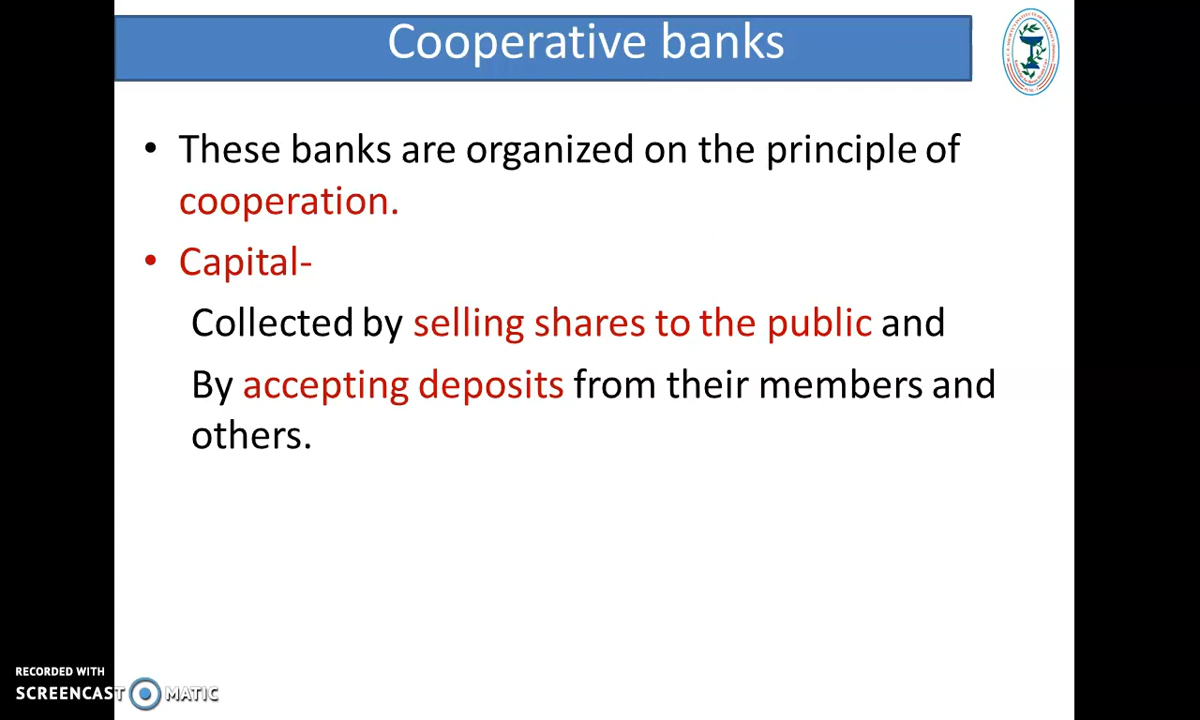 Cooperative banks
• These banks are organized on the principle of
cooperation.
• Capital-
Collected by selling shares to the public and
By accepting deposits from their members and
others.
RECORDED WITH
SCREENCAST MATIC